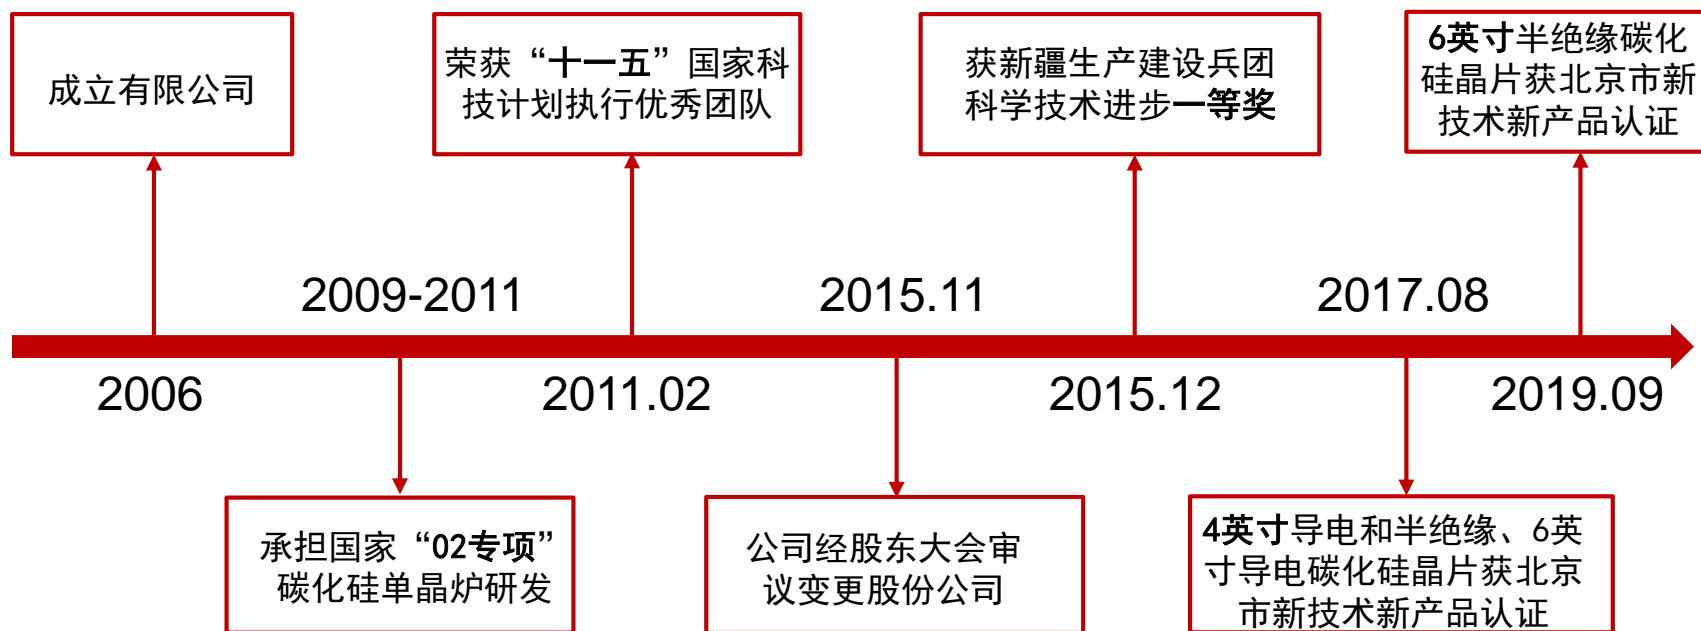 成立有限公司
荣获“十一五”国家科
技计划执行优秀团队
获新疆生产建设兵团
科学技术进步一等奖
6英寸半绝缘碳化
硅晶片获北京市新
技术新产品认证
2009-2011
2015.11
2017.08
2006
2011.02
2015.12
2019.09
承担国家“02专项”
碳化硅单晶炉研发
公司经股东大会审
议变更股份公司
4英寸导电和半绝缘、6英
寸导电碳化硅晶片获北京
市新技术新产品认证